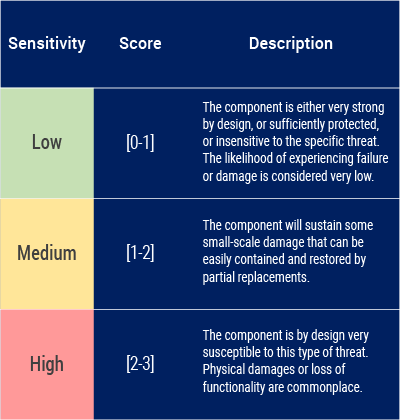 Sensitivity Score Description
Low [0-1] The component is either very strong
by design, or sufficiently protected,
or insensitive to the specific threat.
The likelihood of experiencing failure
or damage is considered very low.
Medium [1-2] The component will sustain some
small-scale damage that can be
easily contained and restored by
partial replacements.
High [2-3] The component is by design very
susceptible to this type of threat.
Physical damages or loss of
functionality are commonplace.